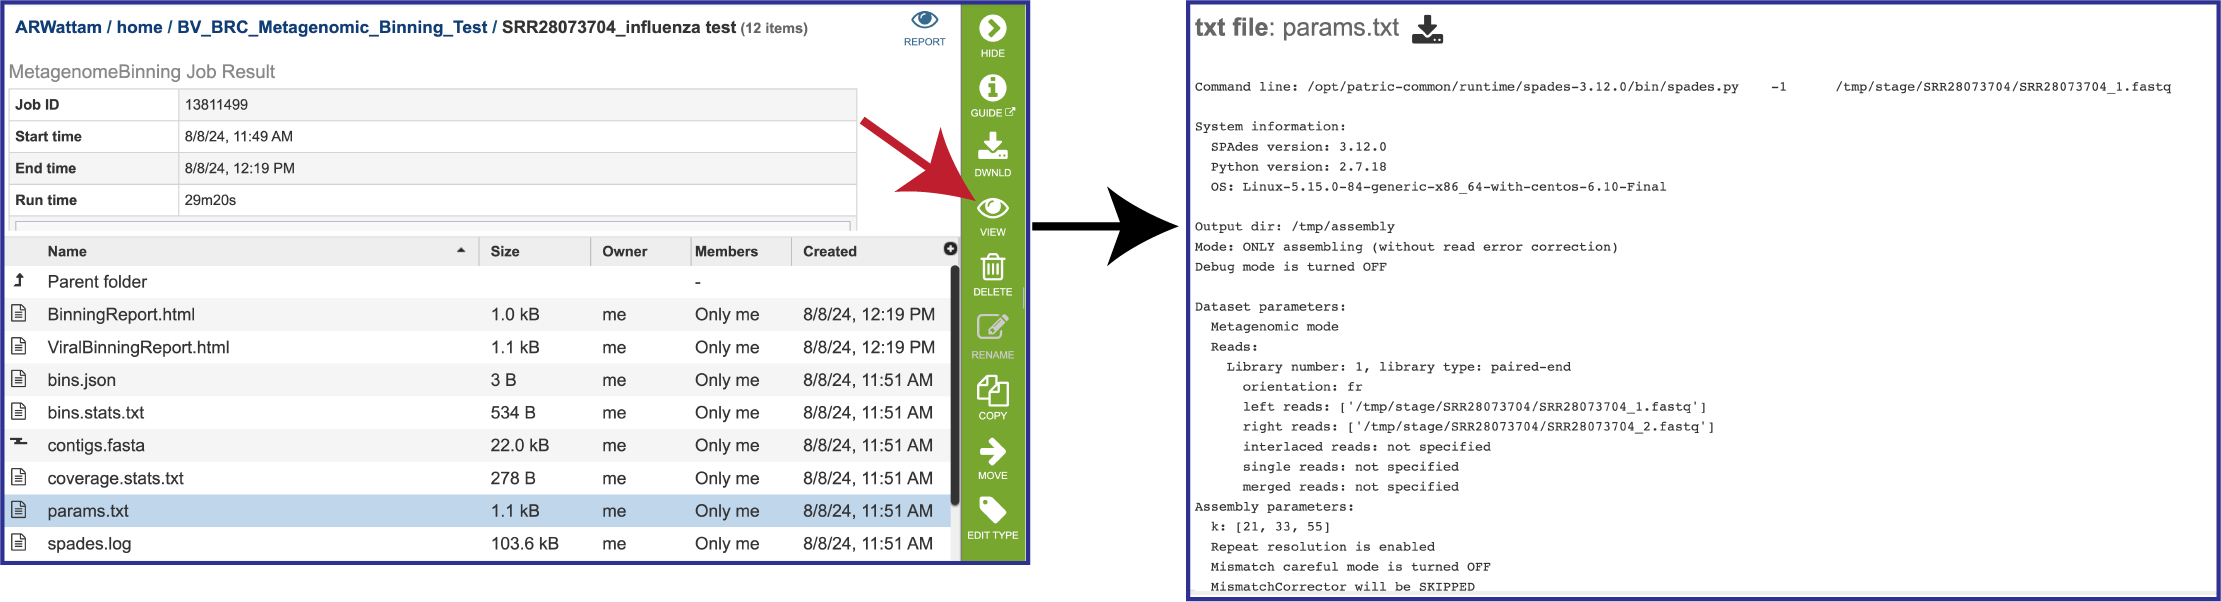 ARWattam / home / BV_BRC_Metagenomic_Binning_Test / SRR28073704_influenza test (12 items)
REPORT
MetagenomeBinning Job Result
Job ID 13811499
Start time 8/8/24, 11:49 AM
End time 8/8/24, 12:19 PM
Run time 29m20s
Name Size Owner Members Created
Parent folder -
BinningReport.html 1.0 kB me Only me 8/8/24, 12:19 PM
ViralBinningReport.html 1.1 kB me Only me 8/8/24, 12:19 PM
bins.json 3 B me Only me 8/8/24, 11:51 AM
bins.stats.txt 534 B me Only me 8/8/24, 11:51 AM
contigs.fasta 22.0 kB me Only me 8/8/24, 11:51 AM
coverage.stats.txt 278 B me Only me 8/8/24, 11:51 AM
params.txt 1.1 kB me Only me 8/8/24, 11:51 AM
spades.log 103.6 kB me Only me 8/8/24, 11:51 AM
HIDE
GUIDE
DWNLD
VIEW
DELETE
RENAME
COPY
MOVE
EDIT TYPE
txt file: params.txt
Command line: /opt/patric-common/runtime/spades-3.12.0/bin/spades.py -1 /tmp/stage/SRR28073704/SRR28073704_1.fastq
System information:
SPAdes version: 3.12.0
Python version: 2.7.18
OS: Linux-5.15.0-84-generic-x86_64-with-centos-6.10-Final
Output dir: /tmp/assembly
Mode: ONLY assembling (without read error correction)
Debug mode is turned OFF
Dataset parameters:
Metagenomic mode
Reads:
Library number: 1, library type: paired-end
orientation: fr
left reads: ['/tmp/stage/SRR28073704/SRR28073704_1.fastq']
right reads: ['/tmp/stage/SRR28073704/SRR28073704_2.fastq']
interlaced reads: not specified
single reads: not specified
merged reads: not specified
Assembly parameters:
k: [21, 33, 55]
Repeat resolution is enabled
Mismatch careful mode is turned OFF
MismatchCorrector will be SKIPPED